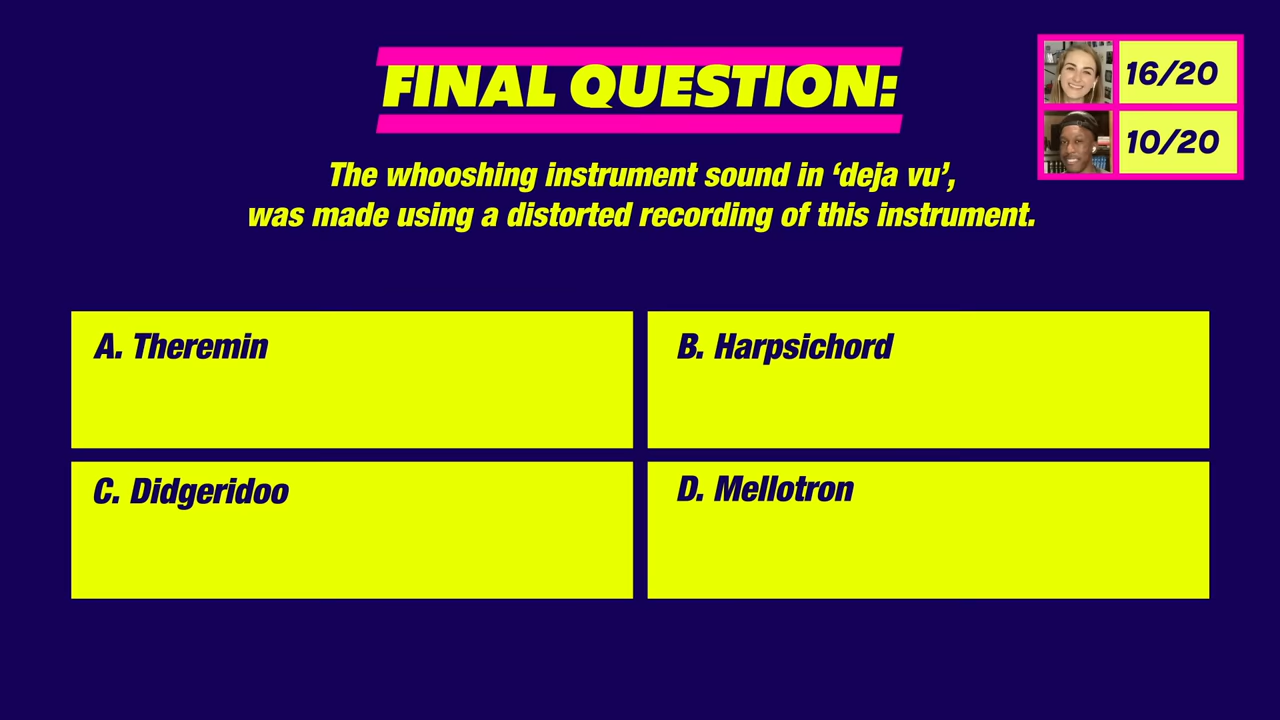 FINAL QUESTION:
16/20
10/20
The whooshing instrument sound in ‘deja vu’,
was made using a distorted recording of this instrument.
A. Theremin
B. Harpsichord
C. Didgeridoo
D. Mellotron